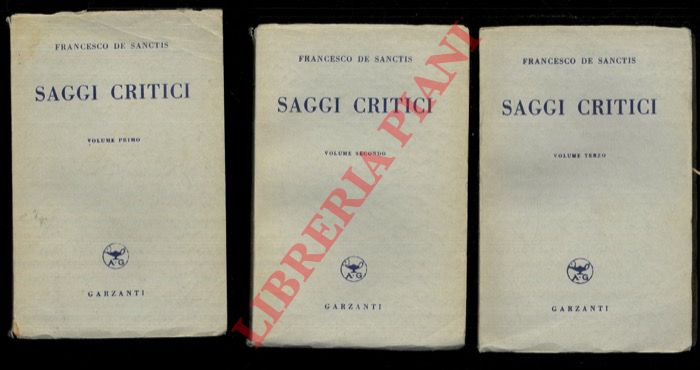 FRANCESCO DE SANCTIS
SAGGI CRITICI
VOLUME PRIMO
A G
GARZANTI
FRANCESCO DE SANCTIS
SAGGI CRITICI
VOLUME SECONDO
A G
GARZANTI
FRANCESCO DE SANCTIS
SAGGI CRITICI
VOLUME TERZO
A G
GARZANTI
LIBRERIA PIANI